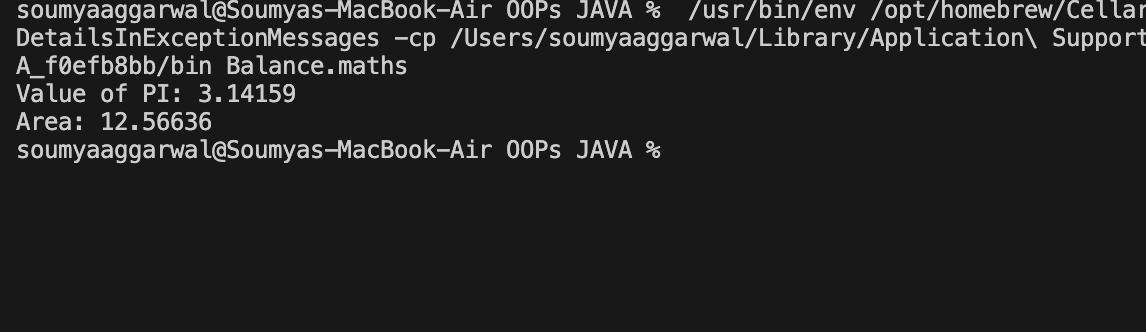 soumyaaggarwal@Soumyas-MacBook-Air OOPs JAVA %  /usr/bin/env /opt/homebrew/Cellar
DetailsInExceptionMessages -cp /Users/soumyaaggarwal/Library/Application\ Support
A_f0efb8bb/bin Balance.maths
Value of PI: 3.14159
Area: 12.56636
soumyaaggarwal@Soumyas-MacBook-Air OOPs JAVA %